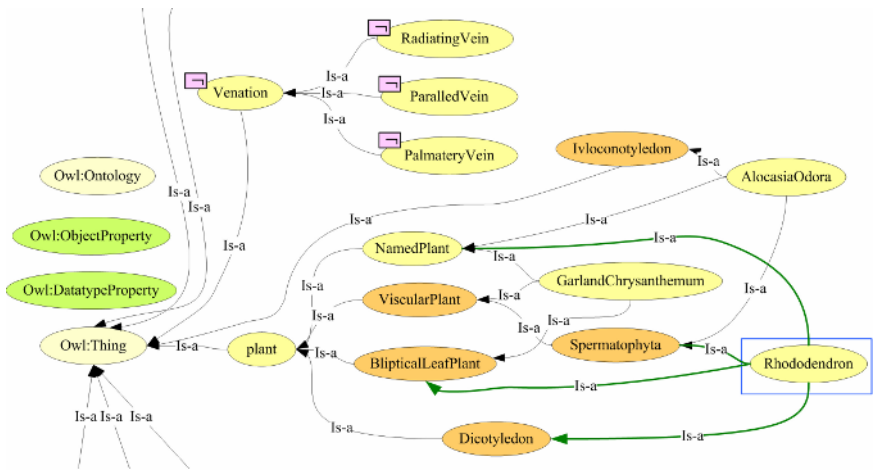 RadiatingVein
Is-a
Venation
Is-a
ParalledVein
Is-a
PalmateryVein
Ivloconotyledon
Is-a
AlocasiaOdora
Owl:Ontology
Is-a
Is-a
Is-a
Is-a
Owl:ObjectProperty
Is-a
Is-a
NamedPlant
Is-a
GarlandChrysanthemum
Owl:DatatypeProperty
Is-a
ViscularPlant
Is-a
Is-a
Is-a
Owl:Thing
Is-a
plant
Is-a
Spermatophyta
Is-a
BlipticalLeafPlant
Rhododendron
Is-a
Is-a
Is-a
Is-a
Is-a
Dicotyledon
Is-a